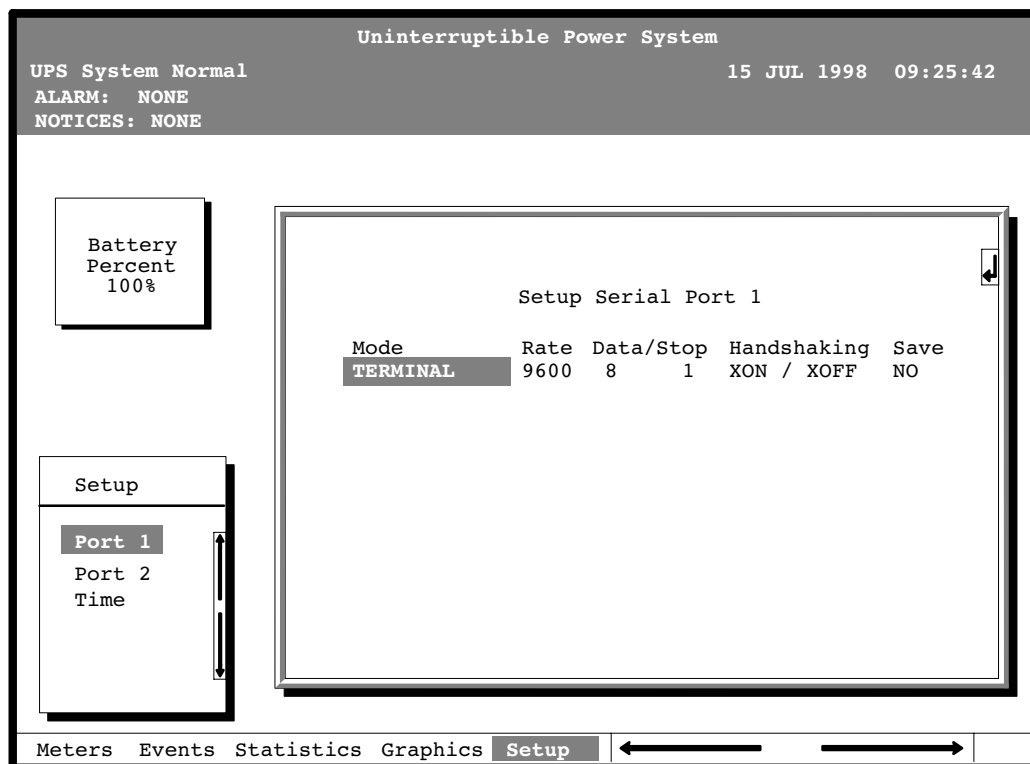 Uninterruptible Power System
UPS System Normal 15 JUL 1998 09:25:42
ALARM: NONE
NOTICES: NONE
Battery
Percent
100%
Setup Serial Port 1
Mode Rate Data/Stop Handshaking Save
TERMINAL 9600 8 1 XON / XOFF NO
Setup
Port 1
Port 2
Time
Meters Events Statistics Graphics Setup